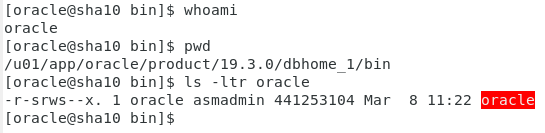 [oracle@sha10 bin]$ whoami
oracle
[oracle@sha10 bin]$ pwd
/u01/app/oracle/product/19.3.0/dbhome_1/bin
[oracle@sha10 bin]$ ls -ltr oracle
-r-srws--x. 1 oracle asmadmin 441253104 Mar  8 11:22 oracle
[oracle@sha10 bin]$